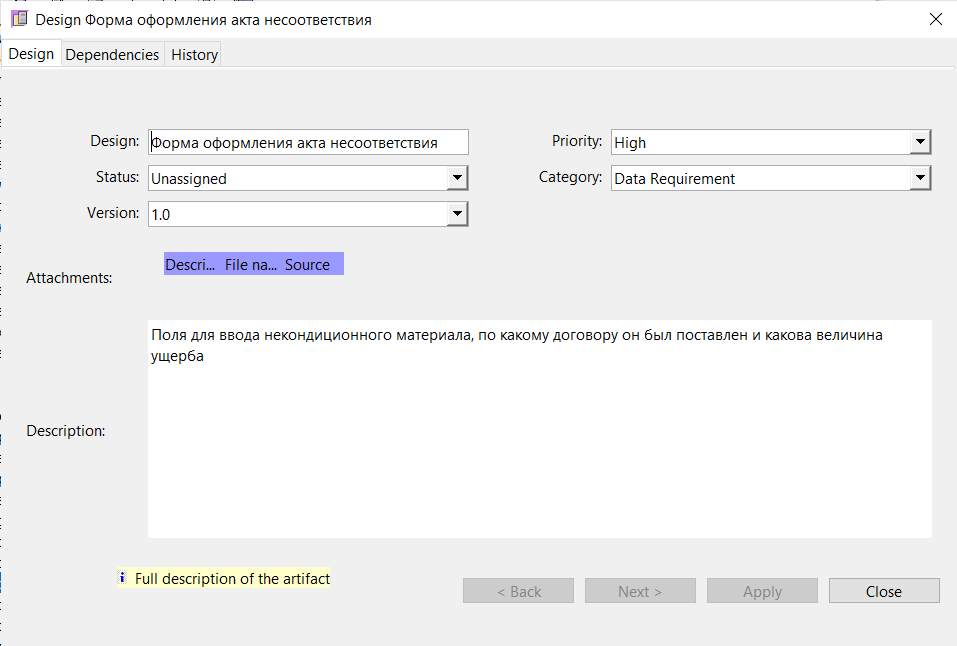 Design Форма оформления акта несоответствия
Design Dependencies History
Design: Форма оформления акта несоответствия Priority: High
Status: Unassigned Category: Data Requirement
Version: 1.0
Attachments: Descri... File na... Source
Description: Поля для ввода некондиционного материала, по какому договору он был поставлен и какова величина
ущерба
Full description of the artifact
< Back Next > Apply Close